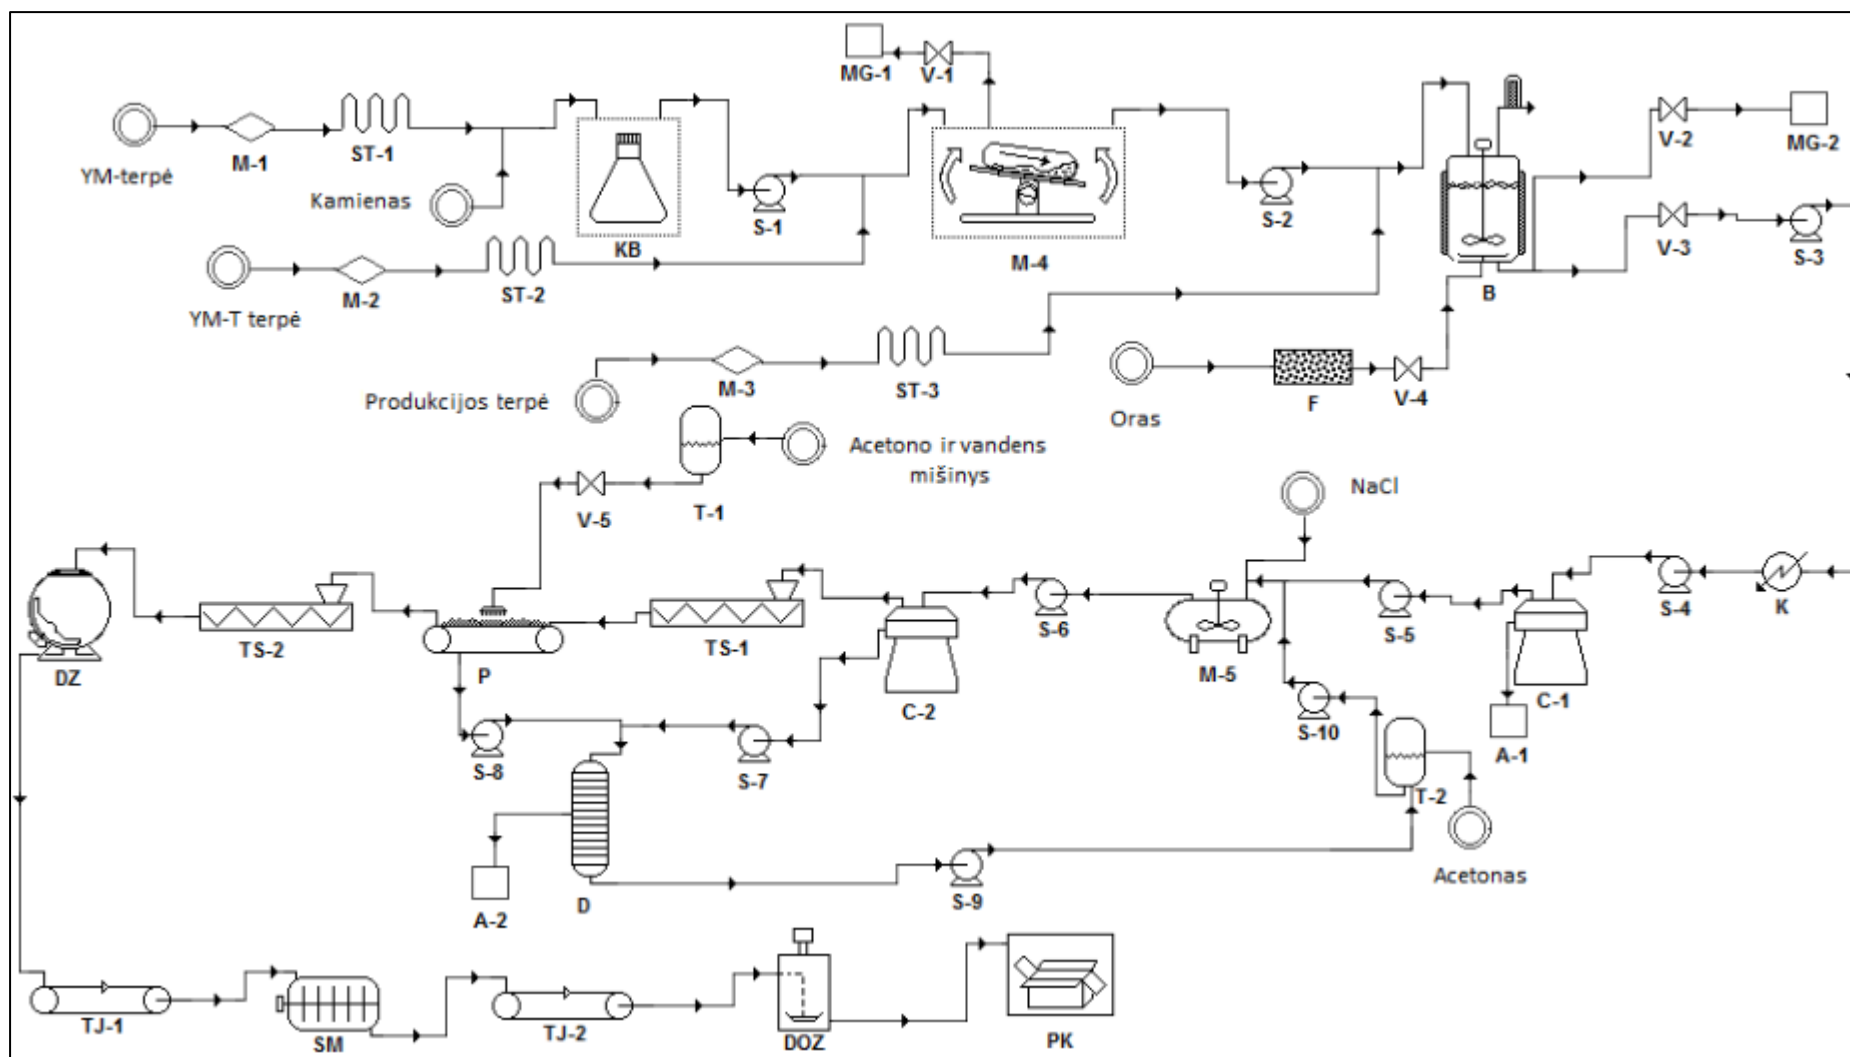 MG-1
V-1
YM-terpė
M-1
ST-1
Kamienas
KB
S-1
M-4
S-2
V-2
MG-2
V-3
S-3
B
YM-T terpė
M-2
ST-2
Produkcijos terpė
M-3
ST-3
Oras
F
V-4
Acetono ir vandens
mišinys
V-5
T-1
NaCl
DZ
TS-2
P
TS-1
C-2
S-6
M-5
S-5
C-1
S-4
K
S-8
S-7
S-10
T-2
A-1
A-2
D
S-9
Acetonas
TJ-1
SM
TJ-2
DOZ
PK